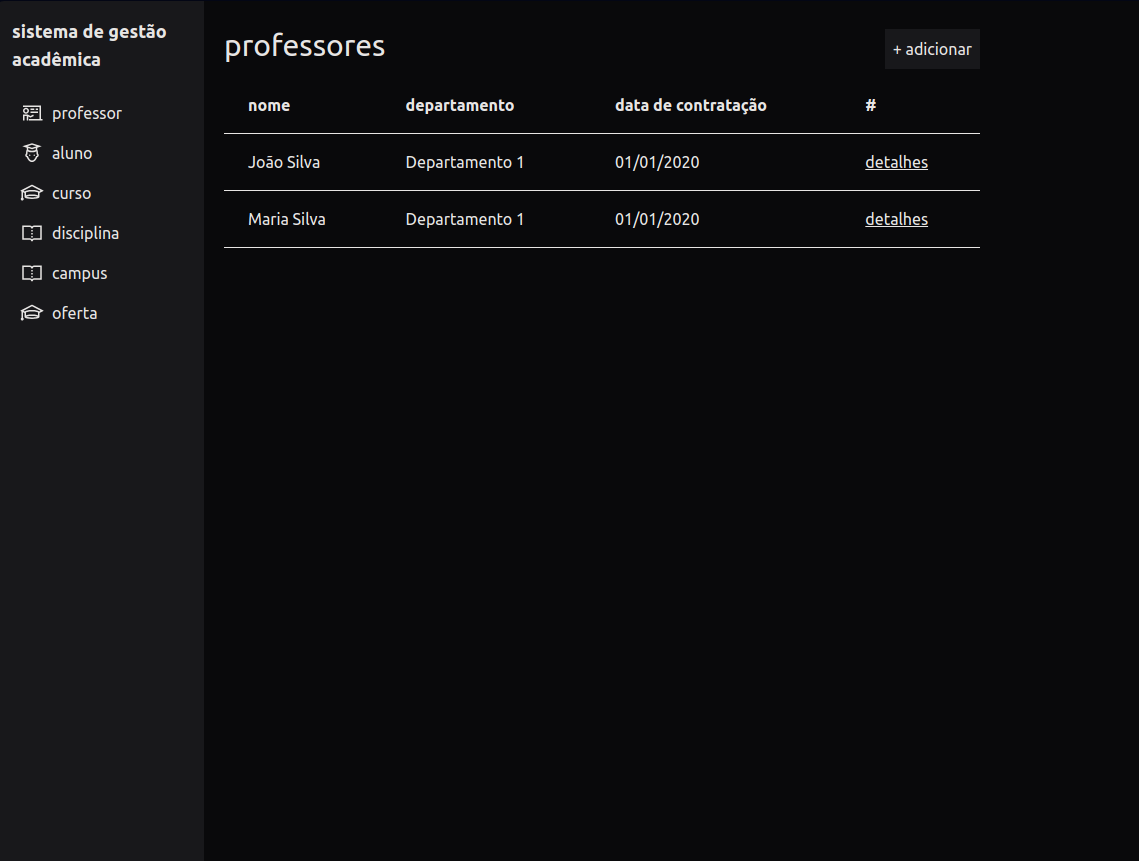 sistema de gestão
acadêmica
professor
aluno
curso
disciplina
campus
oferta
professores
+ adicionar
nome departamento data de contratação #
João Silva Departamento 1 01/01/2020 detalhes
Maria Silva Departamento 1 01/01/2020 detalhes